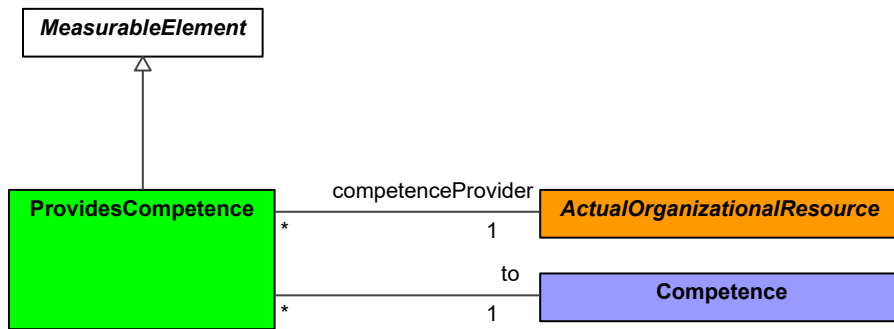 MeasurableElement
ProvidesCompetence
competenceProvider
ActualOrganizationalResource
* 1
to
Competence
* 1